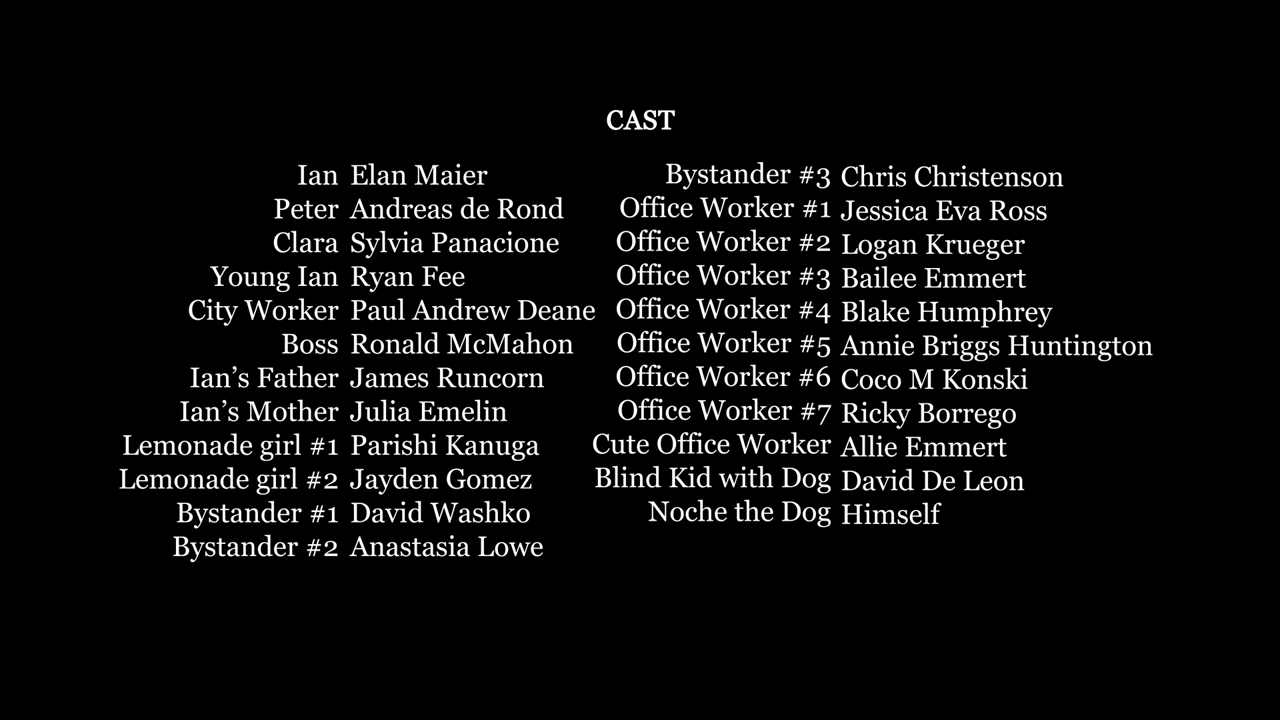 CAST
Ian Elan Maier
Peter Andreas de Rond
Clara Sylvia Panacione
Young Ian Ryan Fee
City Worker Paul Andrew Deane
Boss Ronald McMahon
Ian’s Father James Runcorn
Ian’s Mother Julia Emelin
Lemonade girl #1 Parishi Kanuga
Lemonade girl #2 Jayden Gomez
Bystander #1 David Washko
Bystander #2 Anastasia Lowe
Bystander #3 Chris Christenson
Office Worker #1 Jessica Eva Ross
Office Worker #2 Logan Krueger
Office Worker #3 Bailee Emmert
Office Worker #4 Blake Humphrey
Office Worker #5 Annie Briggs Huntington
Office Worker #6 Coco M Konski
Office Worker #7 Ricky Borrego
Cute Office Worker Allie Emmert
Blind Kid with Dog David De Leon
Noche the Dog Himself